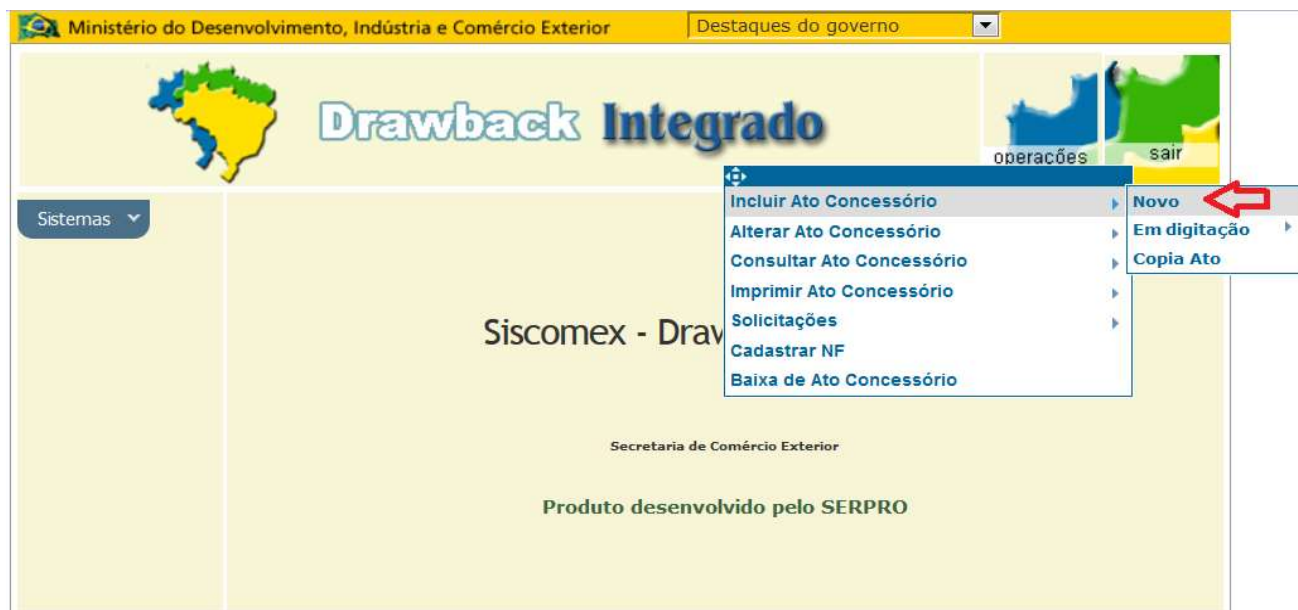 Ministério do Desenvolvimento, Indústria e Comércio Exterior
Destaques do governo
Drawback Integrado
operações
sair
Sistemas
Incluir Ato Concessório
Novo
Alterar Ato Concessório
Em digitação
Consultar Ato Concessório
Copia Ato
Imprimir Ato Concessório
Solicitações
Cadastrar NF
Baixa de Ato Concessório
Siscomex -
Secretaria de Comércio Exterior
Produto desenvolvido pelo SERPRO